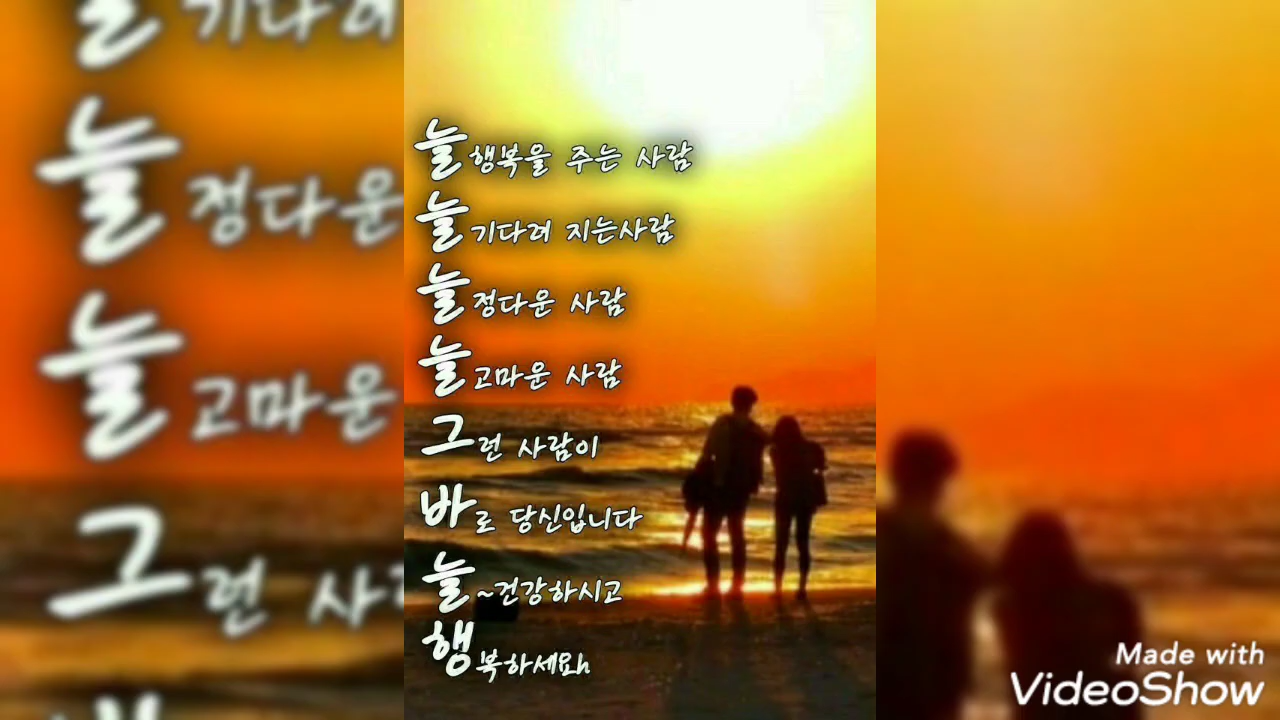 늘 행복을 주는 사람
늘 기다려 지는사람
늘 정다운 사람
늘 고마운 사람
그런 사람이
바로 당신입니다
늘~건강하시고
행복하세요
Made with
VideoShow